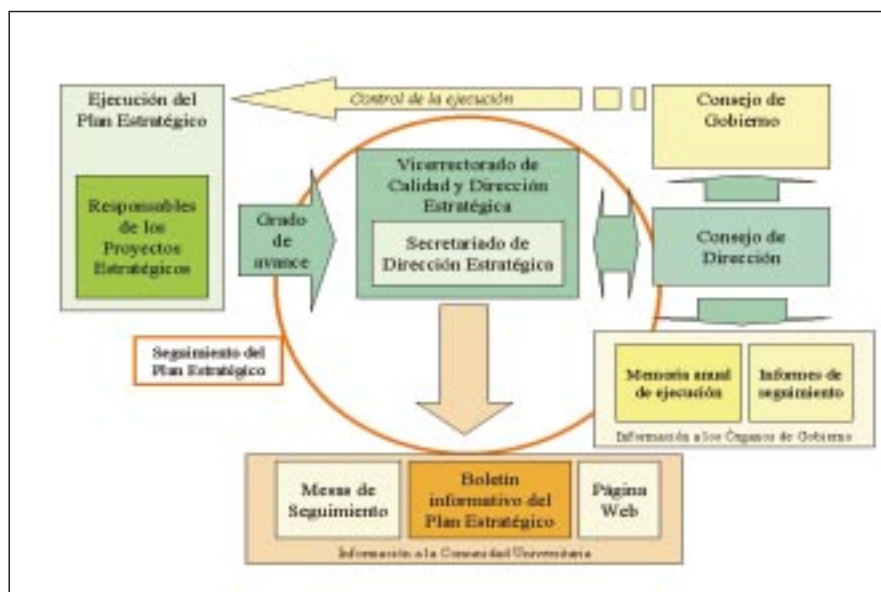 Ejecución del
Plan Estratégico
Responsables
de los
Proyectos
Estratégicos
Control de la ejecución
Consejo de
Gobierno
Grado
de
avance
Vicerrectorado de
Calidad y Dirección
Estratégica
Secretariado de
Dirección Estratégica
Consejo de
Dirección
Seguimiento del
Plan Estratégico
Memoria anual
de ejecución
Informes de
seguimiento
Información a los Órganos de Gobierno
Mesas de
Seguimiento
Boletín
informativo del
Plan Estratégico
Página
Web
Información a la Comunidad Universitaria